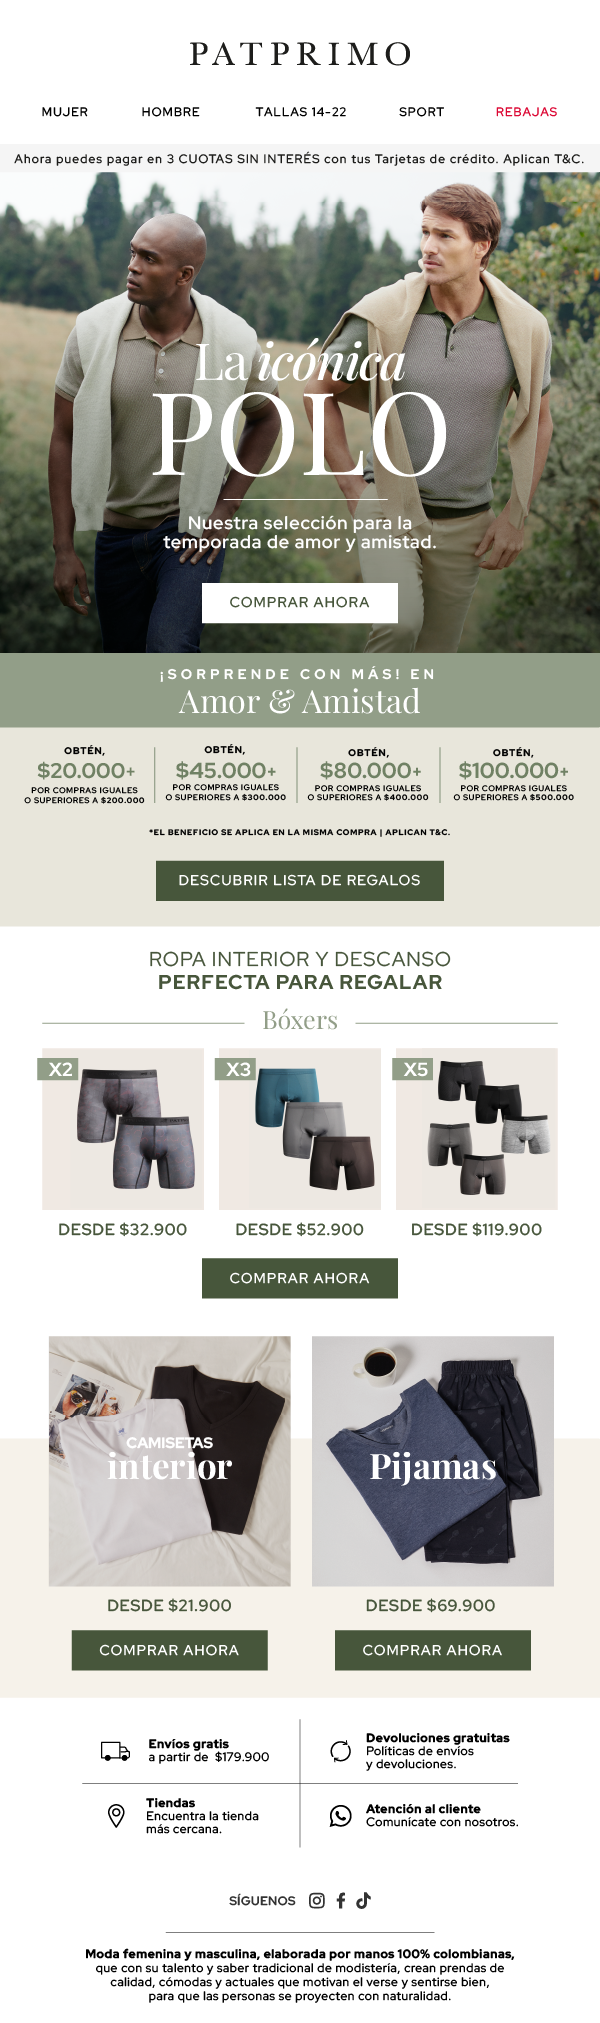 PATPRIMO
MUJER HOMBRE TALLAS 14-22 SPORT REBAJAS
Ahora puedes pagar en 3 CUOTAS SIN INTERÉS con tus Tarjetas de crédito. Aplican T&C.
La icónica
POLO
Nuestra selección para la
temporada de amor y amistad.
COMPRAR AHORA
¡SORPRENDE CON MÁS! EN
Amor & Amistad
OBTÉN,
$20.000+
POR COMPRAS IGUALES
O SUPERIORES A $200.000
OBTÉN,
$45.000+
POR COMPRAS IGUALES
O SUPERIORES A $300.000
OBTÉN,
$80.000+
POR COMPRAS IGUALES
O SUPERIORES A $400.000
OBTÉN,
$100.000+
POR COMPRAS IGUALES
O SUPERIORES A $500.000
*EL BENEFICIO SE APLICA EN LA MISMA COMPRA | APLICAN T&C.
DESCUBRIR LISTA DE REGALOS
ROPA INTERIOR Y DESCANSO
PERFECTA PARA REGALAR
Bóxers
X2 X3 X5
DESDE $32.900 DESDE $52.900 DESDE $119.900
COMPRAR AHORA
CAMISETAS
interior
Pijamas
DESDE $21.900 DESDE $69.900
COMPRAR AHORA COMPRAR AHORA
Envíos gratis
a partir de $179.900
Devoluciones gratuitas
Políticas de envíos
y devoluciones.
Tiendas
Encuentra la tienda
más cercana.
Atención al cliente
Comunícate con nosotros.
SÍGUENOS
Moda femenina y masculina, elaborada por manos 100% colombianas,
que con su talento y saber tradicional de modistería, crean prendas de
calidad, cómodas y actuales que motivan el verse y sentirse bien,
para que las personas se proyecten con naturalidad.